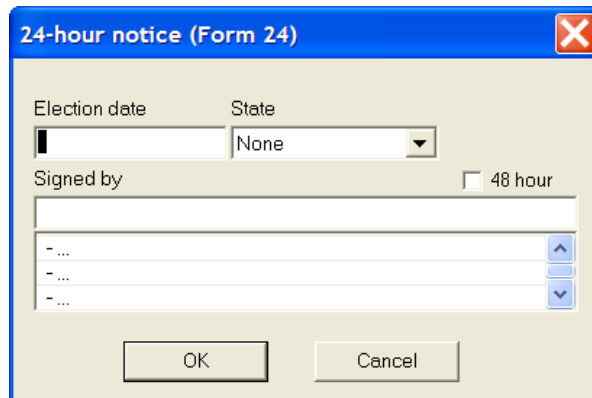 24-hour notice (Form 24)
Election date State
None
Signed by 48 hour
- ...
- ...
- ...
OK Cancel